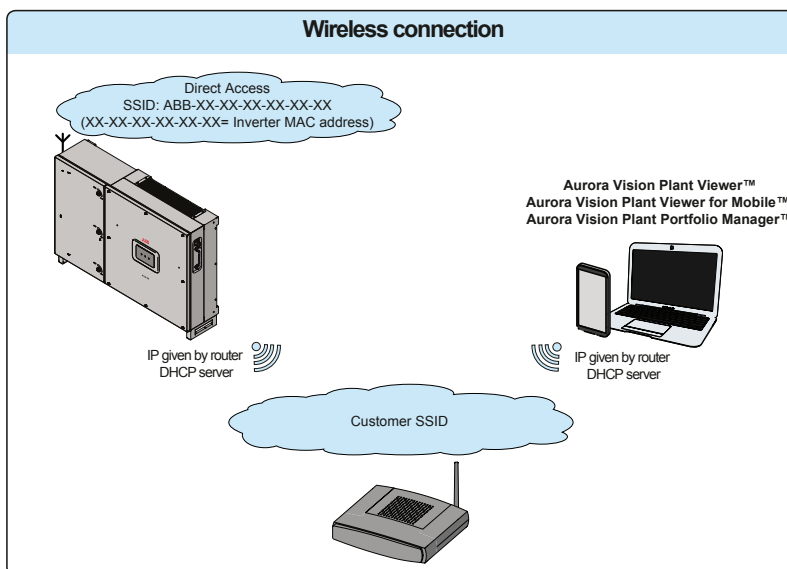 Wireless connection
Direct Access
SSID: ABB-XX-XX-XX-XX-XX-XX
(XX-XX-XX-XX-XX-XX= Inverter MAC address)
ABB
Aurora Vision Plant Viewer™
Aurora Vision Plant Viewer for Mobile™
Aurora Vision Plant Portfolio Manager™
IP given by router
DHCP server
IP given by router
DHCP server
Customer SSID